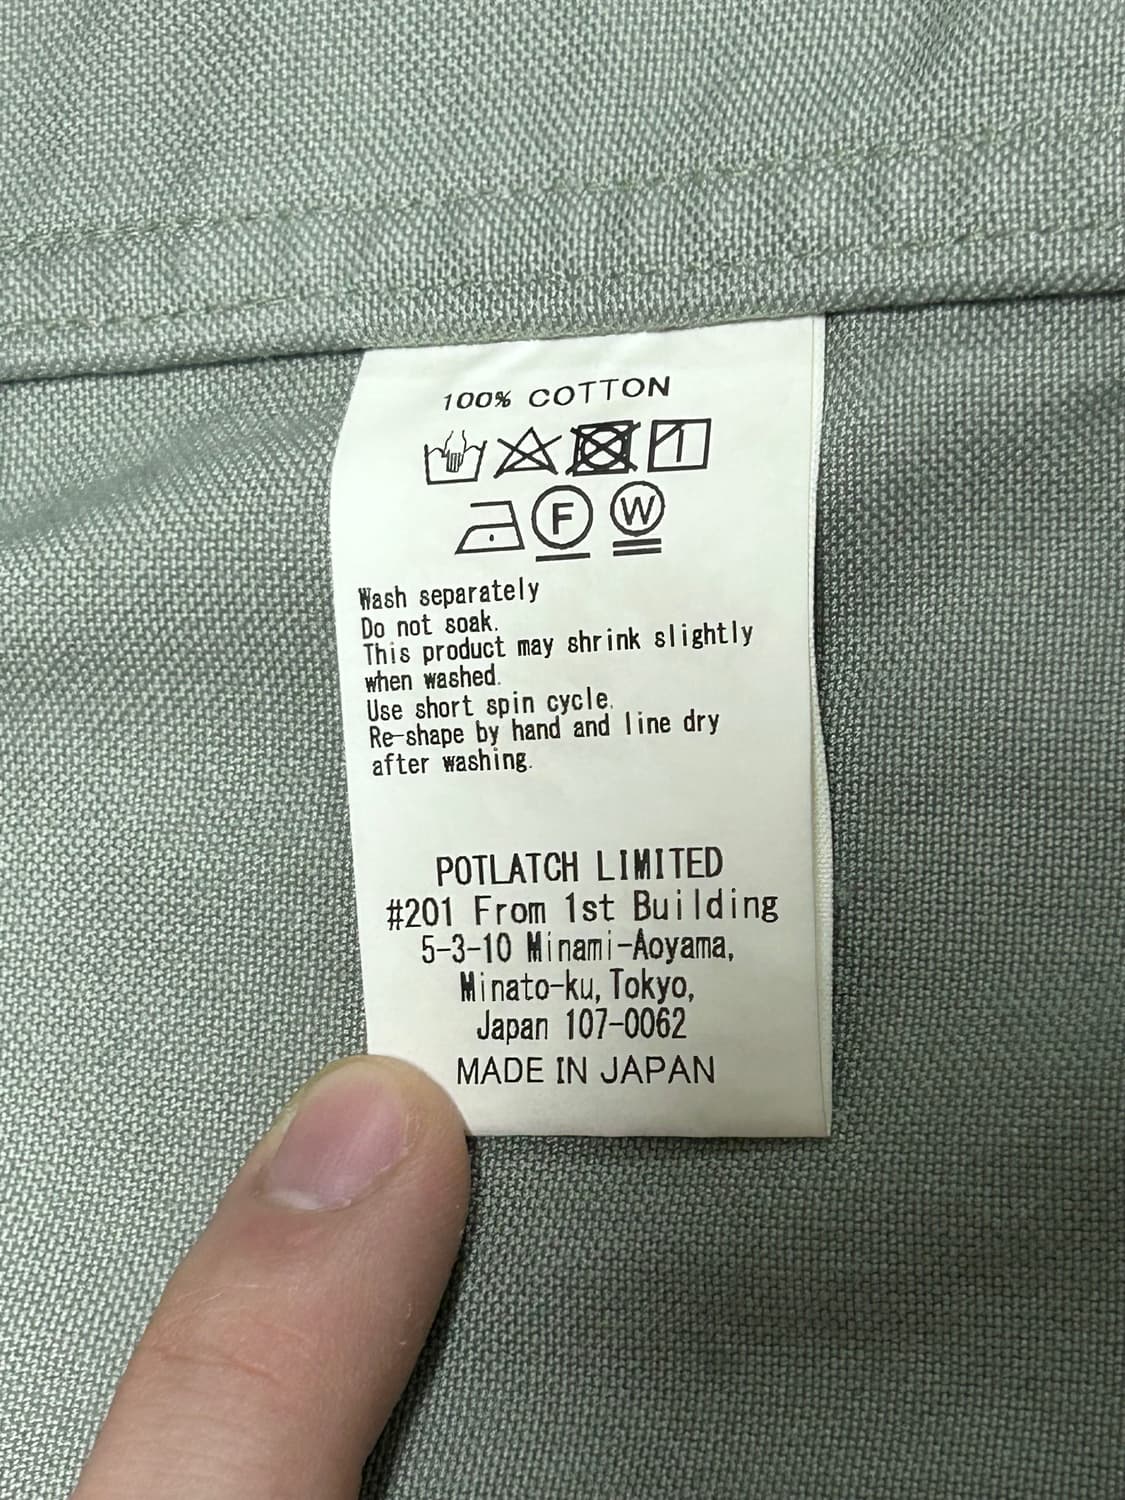 100% COTTON
F W
Wash separately
Do not soak.
This product may shrink slightly
when washed.
Use short spin cycle.
Re-shape by hand and line dry
after washing.
POTLATCH LIMITED
#201 From 1st Building
5-3-10 Minami-Aoyama,
Minato-ku, Tokyo,
Japan 107-0062
MADE IN JAPAN